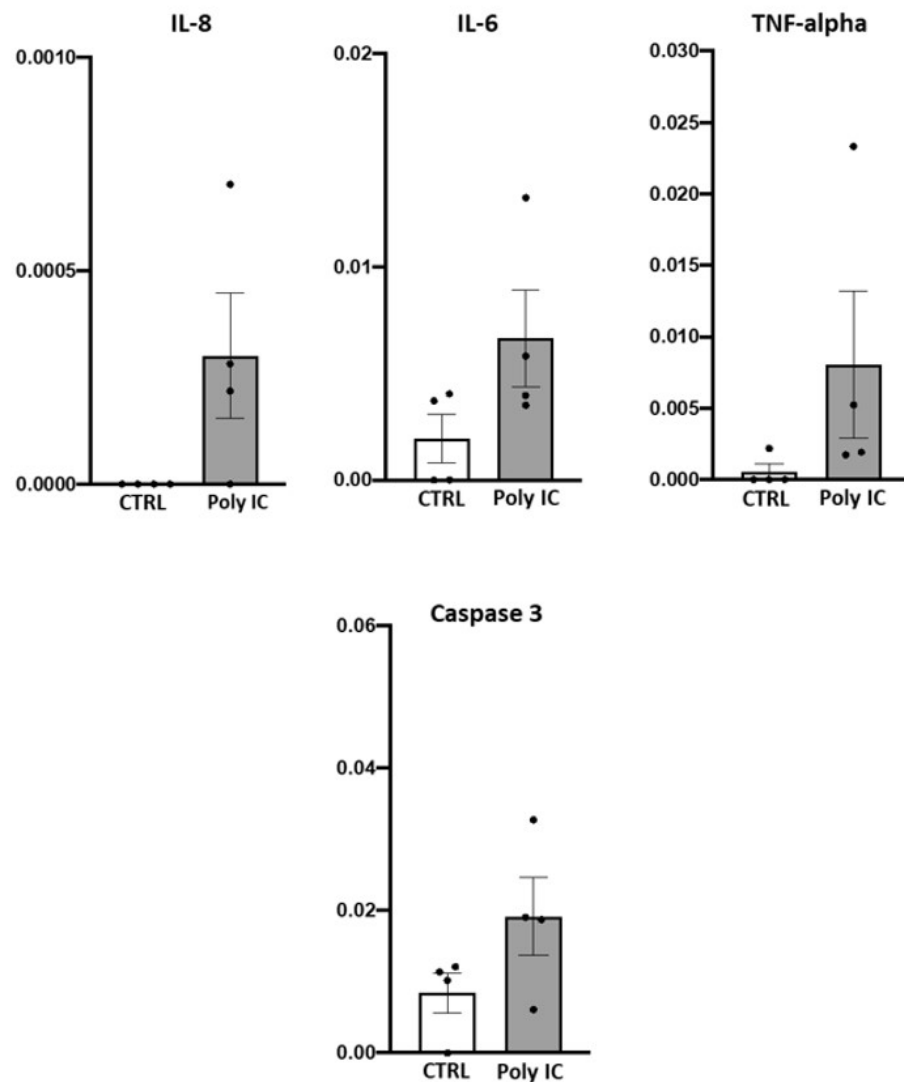 IL-8
0.0010
0.0005
0.0000
CTRL Poly IC
IL-6
0.02
0.01
0.00
CTRL Poly IC
TNF-alpha
0.030
0.025
0.020
0.015
0.010
0.005
0.000
CTRL Poly IC
Caspase 3
0.06
0.04
0.02
0.00
CTRL Poly IC